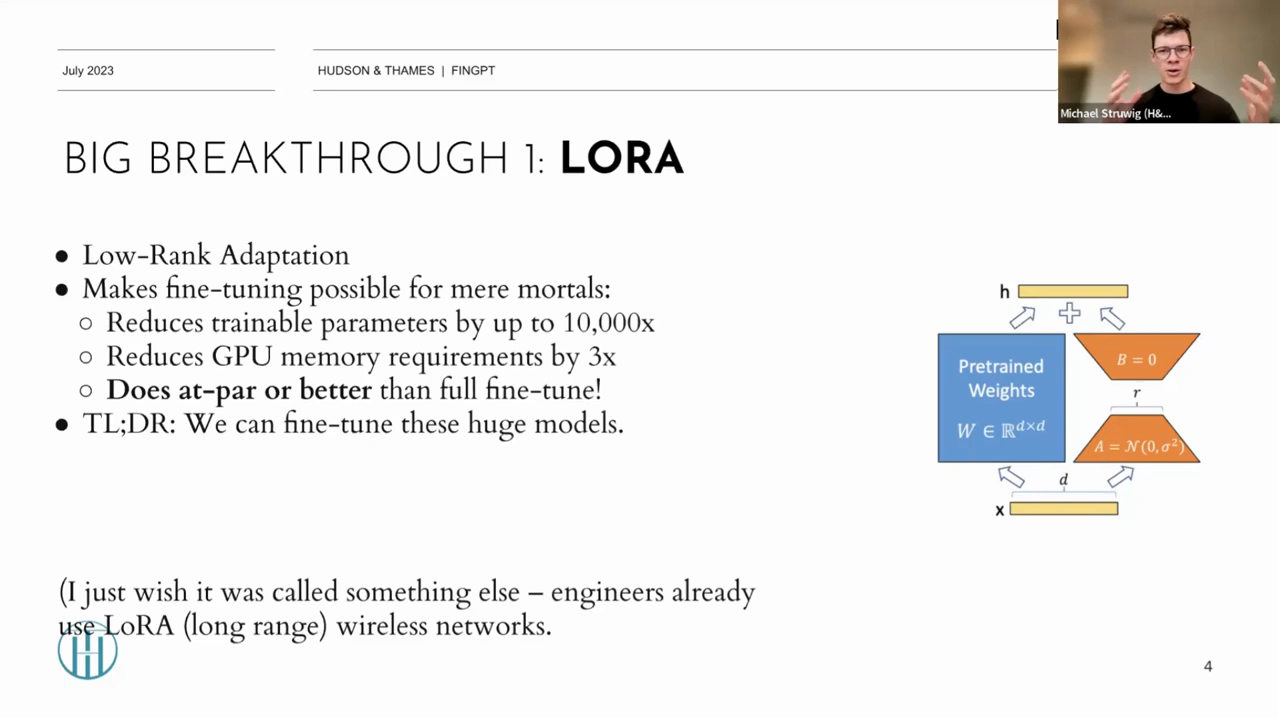 July 2023
HUDSON & THAMES | FINGPT
Michael Struwig (H&...
BIG BREAKTHROUGH 1: LORA
● Low-Rank Adaptation
● Makes fine-tuning possible for mere mortals:
○ Reduces trainable parameters by up to 10,000x
○ Reduces GPU memory requirements by 3x
○ Does at-par or better than full fine-tune!
● TL;DR: We can fine-tune these huge models.
h
Pretrained
Weights
W ∈ ℝ^{d×d}
B = 0
r
A = 𝒩(0, σ²)
d
x
(I just wish it was called something else – engineers already
use LoRA (long range) wireless networks.
4